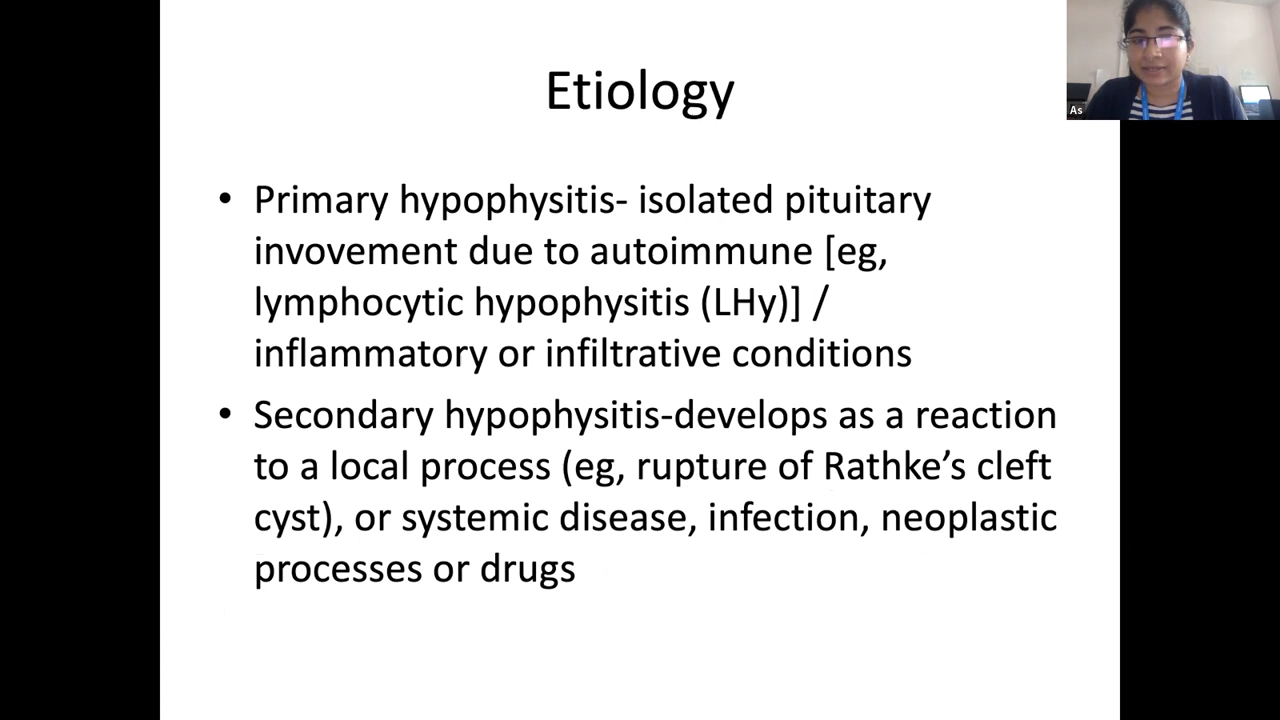 Etiology
• Primary hypophysitis- isolated pituitary
invovement due to autoimmune [eg,
lymphocytic hypophysitis (LHy)] /
inflammatory or infiltrative conditions
• Secondary hypophysitis-develops as a reaction
to a local process (eg, rupture of Rathke’s cleft
cyst), or systemic disease, infection, neoplastic
processes or drugs
As